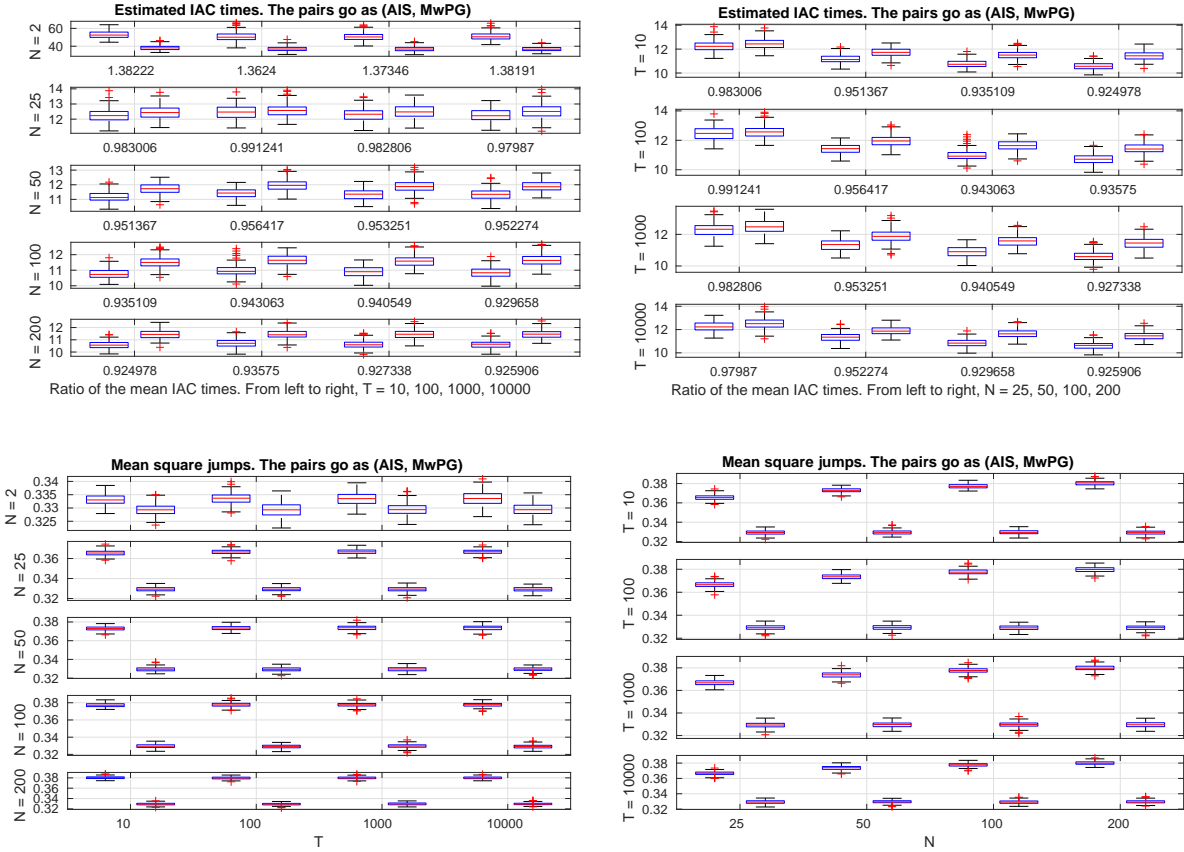 Estimated IAC times. The pairs go as (AIS, MwPG)
N = 2
60
40
1.38222 1.3624 1.37346 1.38191
N = 25
14
13
12
0.983006 0.991241 0.982806 0.97987
N = 50
13
12
11
0.951367 0.956417 0.953251 0.952274
N = 100
12
11
10
0.935109 0.943063 0.940549 0.929658
N = 200
12
11
10
0.924978 0.93575 0.927338 0.925906
Ratio of the mean IAC times. From left to right, T = 10, 100, 1000, 10000
Estimated IAC times. The pairs go as (AIS, MwPG)
T = 10
14
12
10
0.983006 0.951367 0.935109 0.924978
T = 100
14
12
10
0.991241 0.956417 0.943063 0.93575
T = 1000
12
10
0.982806 0.953251 0.940549 0.927338
T = 10000
14
12
10
0.97987 0.952274 0.929658 0.925906
Ratio of the mean IAC times. From left to right, N = 25, 50, 100, 200
Mean square jumps. The pairs go as (AIS, MwPG)
N = 2
0.34
0.335
0.33
0.325
N = 25
0.36
0.34
0.32
N = 50
0.38
0.36
0.34
0.32
N = 100
0.38
0.36
0.34
0.32
N = 200
0.38
0.36
0.34
0.32
10 100 1000 10000
T
Mean square jumps. The pairs go as (AIS, MwPG)
T = 10
0.38
0.36
0.34
0.32
T = 100
0.38
0.36
0.34
0.32
T = 1000
0.38
0.36
0.34
0.32
T = 10000
0.38
0.36
0.34
0.32
25 50 100 200
N